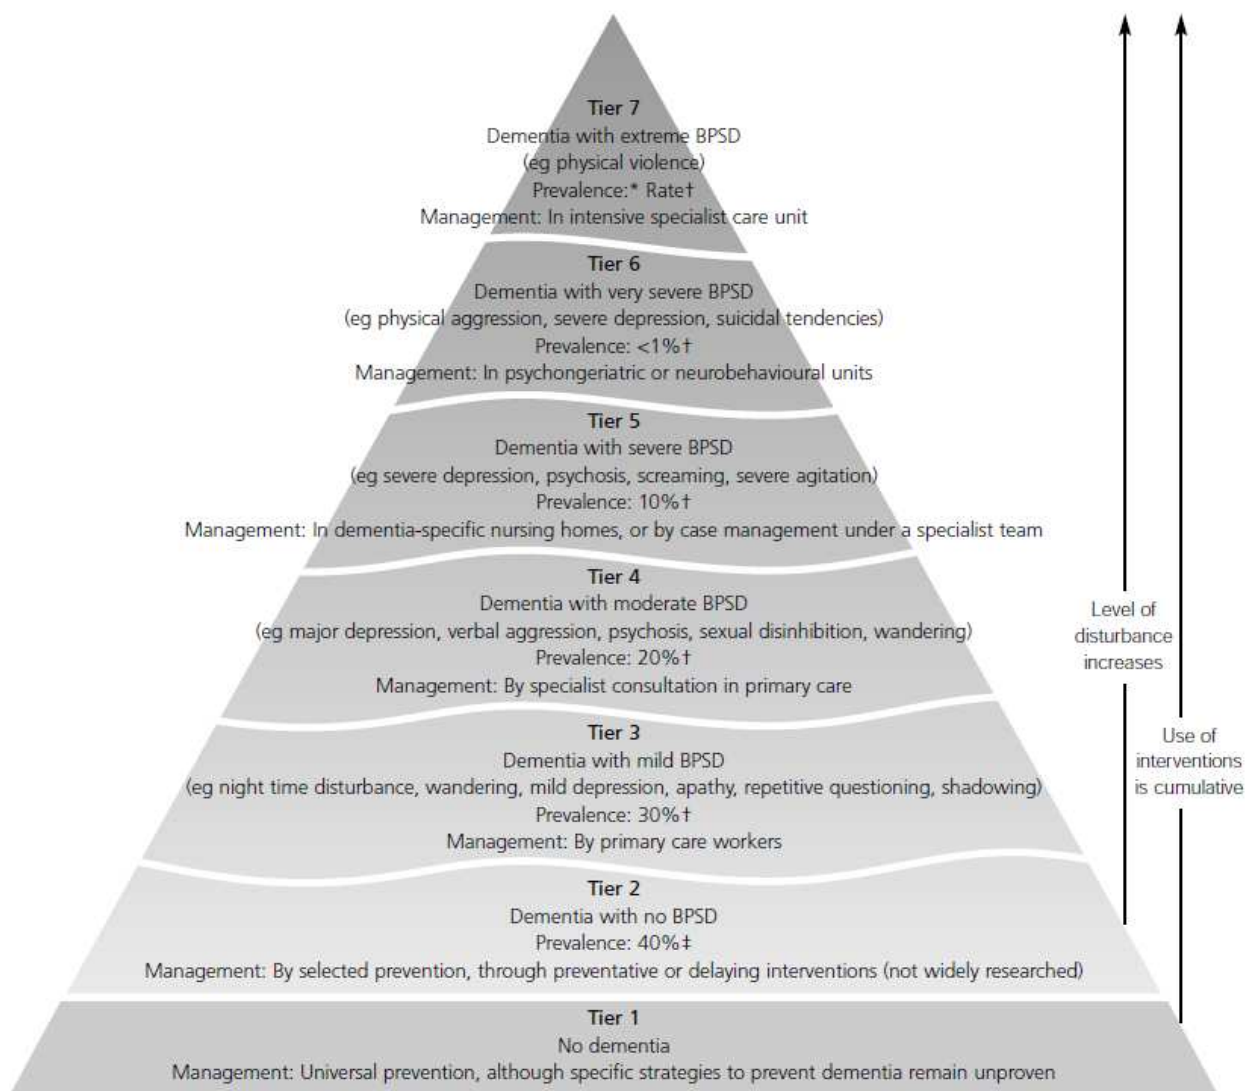 Tier 7
Dementia with extreme BPSD
(eg physical violence)
Prevalence:* Rate†
Management: In intensive specialist care unit
Tier 6
Dementia with very severe BPSD
(eg physical aggression, severe depression, suicidal tendencies)
Prevalence: <1%†
Management: In psychongeriatric or neurobehavioural units
Tier 5
Dementia with severe BPSD
(eg severe depression, psychosis, screaming, severe agitation)
Prevalence: 10%†
Management: In dementia-specific nursing homes, or by case management under a specialist team
Tier 4
Dementia with moderate BPSD
(eg major depression, verbal aggression, psychosis, sexual disinhibition, wandering)
Prevalence: 20%†
Management: By specialist consultation in primary care
Tier 3
Dementia with mild BPSD
(eg night time disturbance, wandering, mild depression, apathy, repetitive questioning, shadowing)
Prevalence: 30%†
Management: By primary care workers
Tier 2
Dementia with no BPSD
Prevalence: 40%‡
Management: By selected prevention, through preventative or delaying interventions (not widely researched)
Tier 1
No dementia
Management: Universal prevention, although specific strategies to prevent dementia remain unproven
Level of
disturbance
increases
Use of
interventions
is cumulative